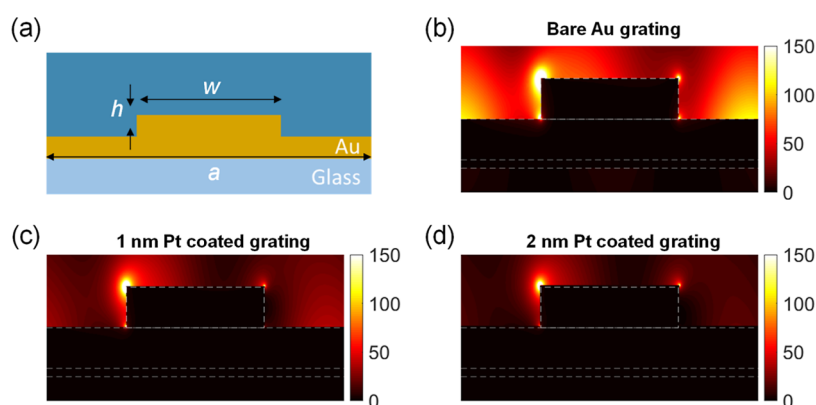 (a)
h
w
Au
a
Glass
(b)
Bare Au grating
150
100
50
0
(c)
1 nm Pt coated grating
150
100
50
0
(d)
2 nm Pt coated grating
150
100
50
0